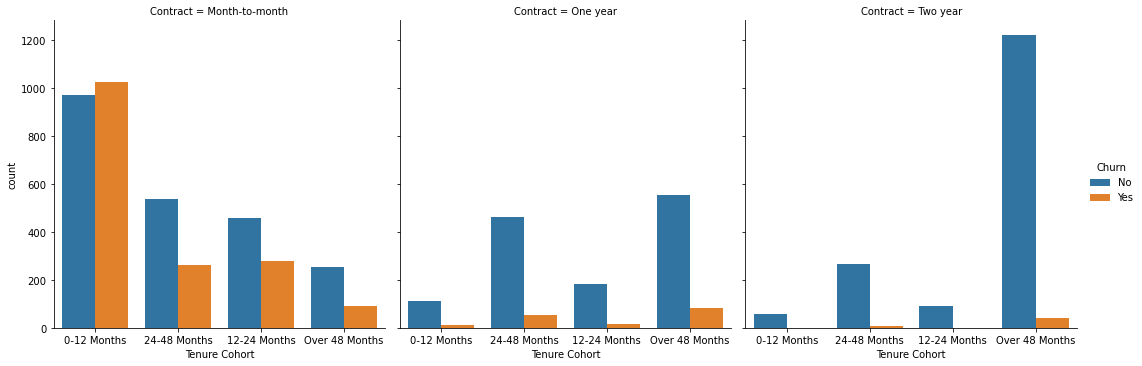 Contract = Month-to-month
Contract = One year
Contract = Two year
1200
1000
800
600
400
200
0
count
0-12 Months 24-48 Months 12-24 Months Over 48 Months
Tenure Cohort
0-12 Months 24-48 Months 12-24 Months Over 48 Months
Tenure Cohort
0-12 Months 24-48 Months 12-24 Months Over 48 Months
Tenure Cohort
Churn
No
Yes